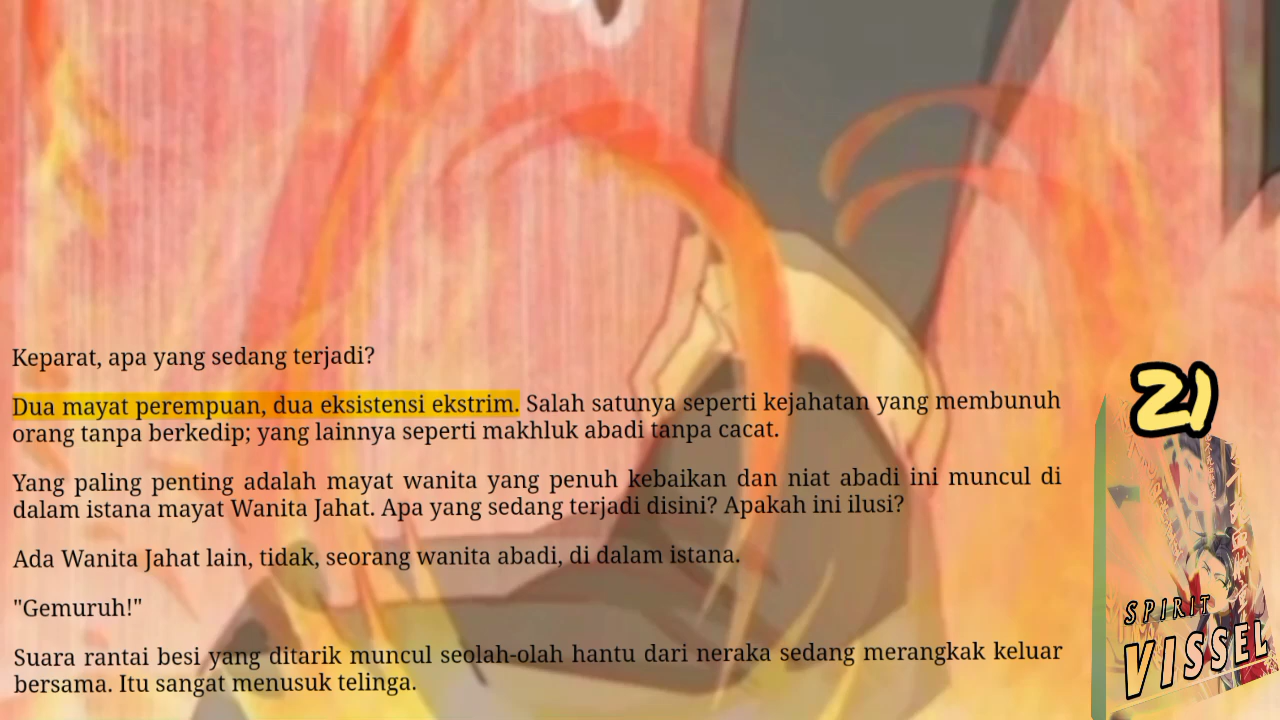 Keparat, apa yang sedang terjadi?
Dua mayat perempuan, dua eksistensi ekstrim. Salah satunya seperti kejahatan yang membunuh
orang tanpa berkedip; yang lainnya seperti makhluk abadi tanpa cacat.
Yang paling penting adalah mayat wanita yang penuh kebaikan dan niat abadi ini muncul di
dalam istana mayat Wanita Jahat. Apa yang sedang terjadi disini? Apakah ini ilusi?
Ada Wanita Jahat lain, tidak, seorang wanita abadi, di dalam istana.
"Gemuruh!"
Suara rantai besi yang ditarik muncul seolah-olah hantu dari neraka sedang merangkak keluar
bersama. Itu sangat menusuk telinga.
21
SPIRIT
VISSEL